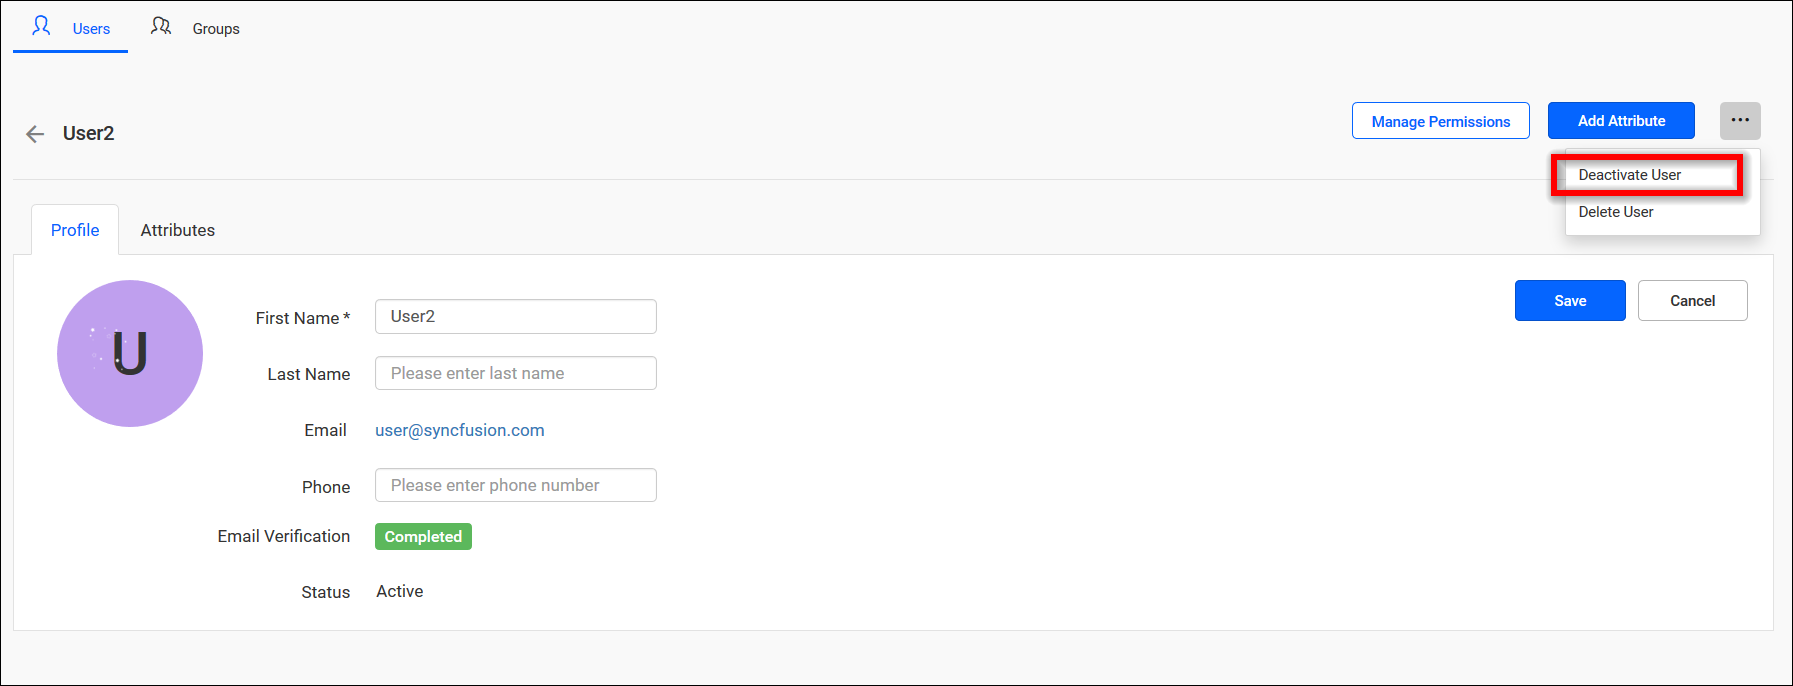 Users Groups
User2 Manage Permissions Add Attribute ...
Deactivate User
Delete User
Profile Attributes
U
Save Cancel
First Name * User2
Last Name Please enter last name
Email user@syncfusion.com
Phone Please enter phone number
Email Verification Completed
Status Active